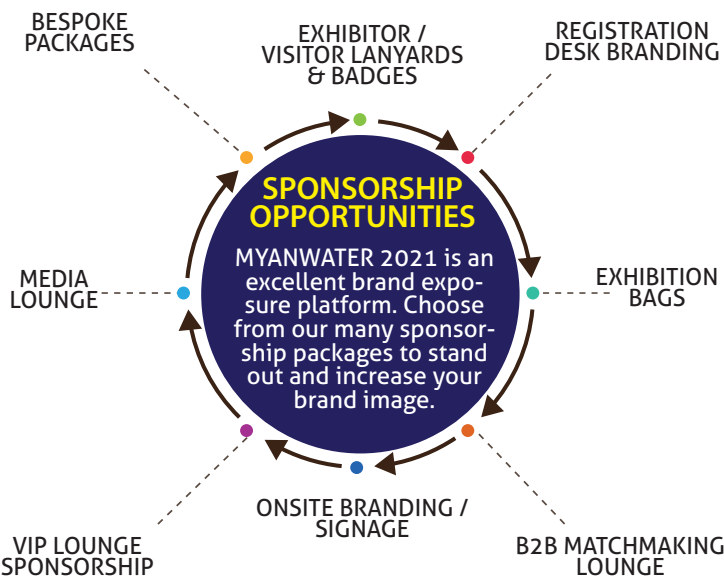 BESPOKE
PACKAGES
EXHIBITOR /
VISITOR LANYARDS
& BADGES
REGISTRATION
DESK BRANDING
SPONSORSHIP
OPPORTUNITIES
MYANWATER 2021 is an
excellent brand expo-
sure platform. Choose
from our many sponsor-
ship packages to stand
out and increase your
brand image.
MEDIA
LOUNGE
EXHIBITION
BAGS
ONSITE BRANDING /
SIGNAGE
VIP LOUNGE
SPONSORSHIP
B2B MATCHMAKING
LOUNGE